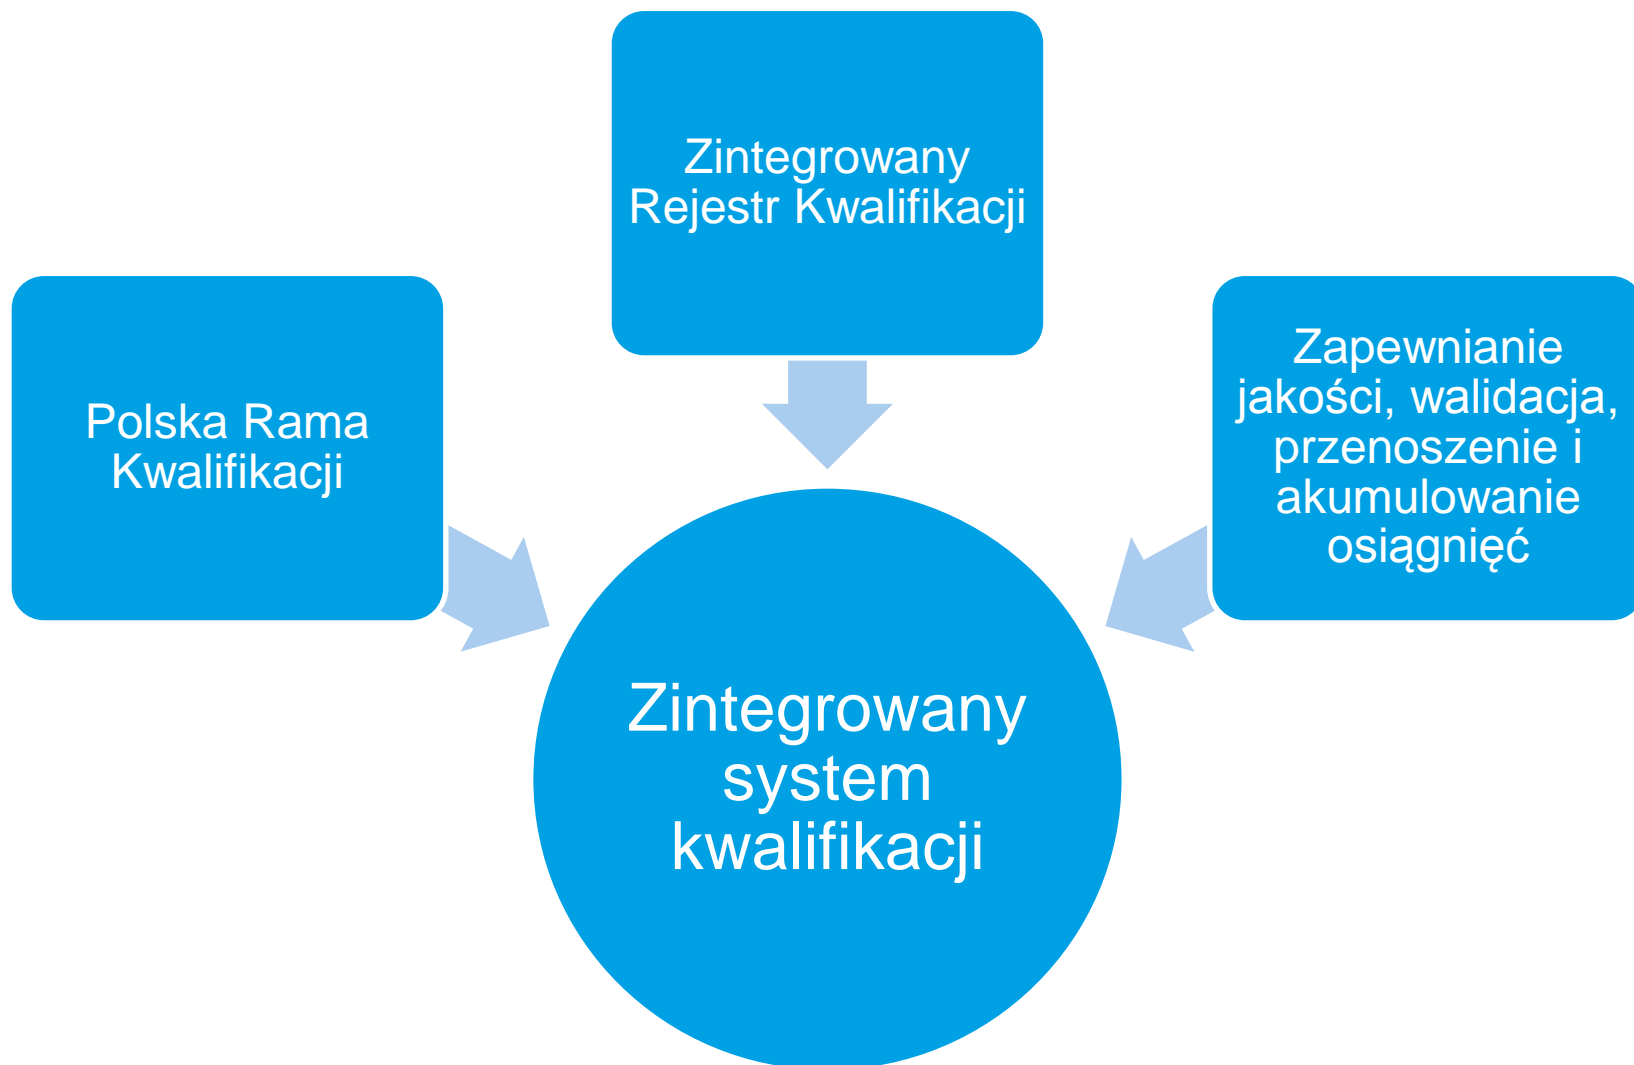 Zintegrowany
Rejestr Kwalifikacji
Polska Rama
Kwalifikacji
Zapewnianie
jakości, walidacja,
przenoszenie i
akumulowanie
osiągnięć
Zintegrowany
system
kwalifikacji